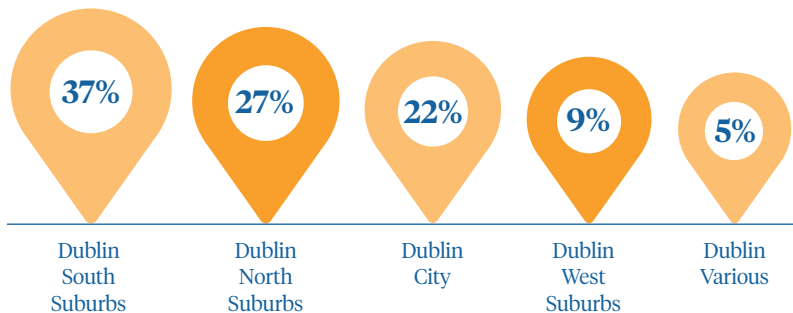 37%
27%
22%
9%
5%
Dublin
South
Suburbs
Dublin
North
Suburbs
Dublin
City
Dublin
West
Suburbs
Dublin
Various